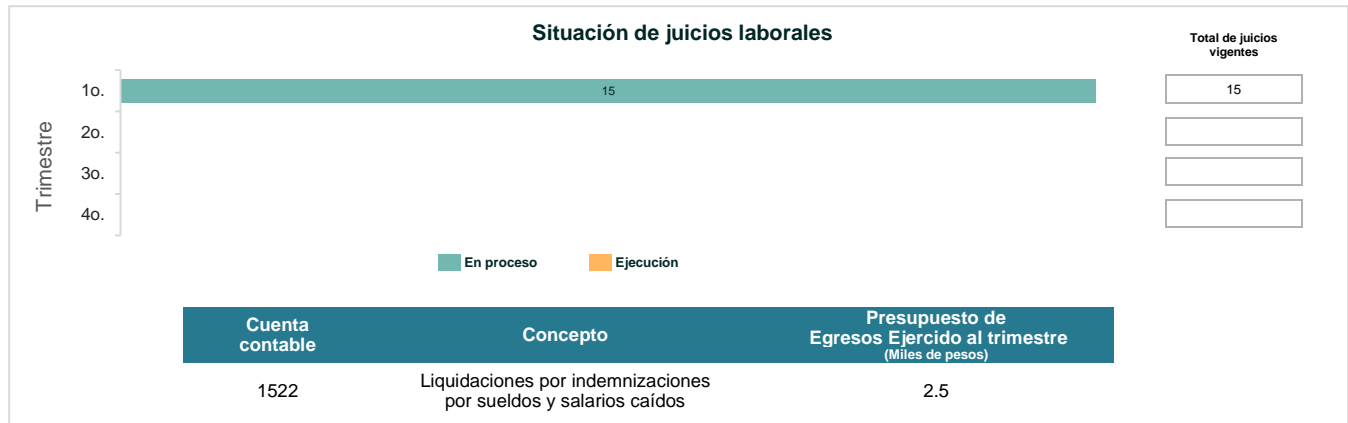 Situación de juicios laborales
Total de juicios
vigentes
Trimestre
1o.
15
15
2o.
3o.
4o.
En proceso
Ejecución
Cuenta
contable
Concepto
Presupuesto de
Egresos Ejercido al trimestre
(Miles de pesos)
1522
Liquidaciones por indemnizaciones
por sueldos y salarios caídos
2.5